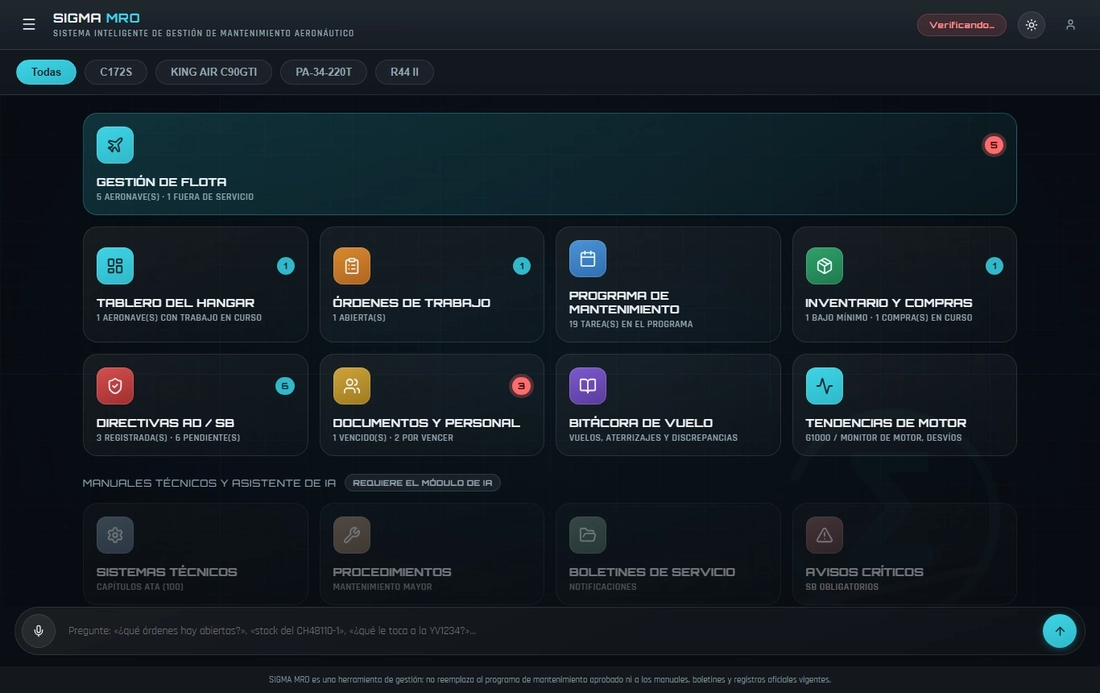 SIGMA MRO
SISTEMA INTELIGENTE DE GESTIÓN DE MANTENIMIENTO AERONÁUTICO
Verificando…
Todas
C172S
KING AIR C90GTI
PA-34-220T
R44 II
5
GESTIÓN DE FLOTA
5 AERONAVE(S) · 1 FUERA DE SERVICIO
1
TABLERO DEL HANGAR
1 AERONAVE(S) CON TRABAJO EN CURSO
1
ÓRDENES DE TRABAJO
1 ABIERTA(S)
PROGRAMA DE
MANTENIMIENTO
19 TAREA(S) EN EL PROGRAMA
1
INVENTARIO Y COMPRAS
1 BAJO MÍNIMO · 1 COMPRA(S) EN CURSO
6
DIRECTIVAS AD / SB
3 REGISTRADA(S) · 6 PENDIENTE(S)
3
DOCUMENTOS Y PERSONAL
1 VENCIDO(S) · 2 POR VENCER
BITÁCORA DE VUELO
VUELOS, ATERRIZAJES Y DISCREPANCIAS
TENDENCIAS DE MOTOR
G1000 / MONITOR DE MOTOR, DESVÍOS
MANUALES TÉCNICOS Y ASISTENTE DE IA
REQUIERE EL MÓDULO DE IA
SISTEMAS TÉCNICOS
CAPÍTULOS ATA (100)
PROCEDIMIENTOS
MANTENIMIENTO MAYOR
BOLETINES DE SERVICIO
NOTIFICACIONES
AVISOS CRÍTICOS
SB OBLIGATORIOS
Pregunte: «¿qué órdenes hay abiertas?», «stock del CH48110-1», «¿qué le toca a la YV1234?»…
SIGMA MRO es una herramienta de gestión: no reemplaza al programa de mantenimiento aprobado ni a los manuales, boletines y registros oficiales vigentes.